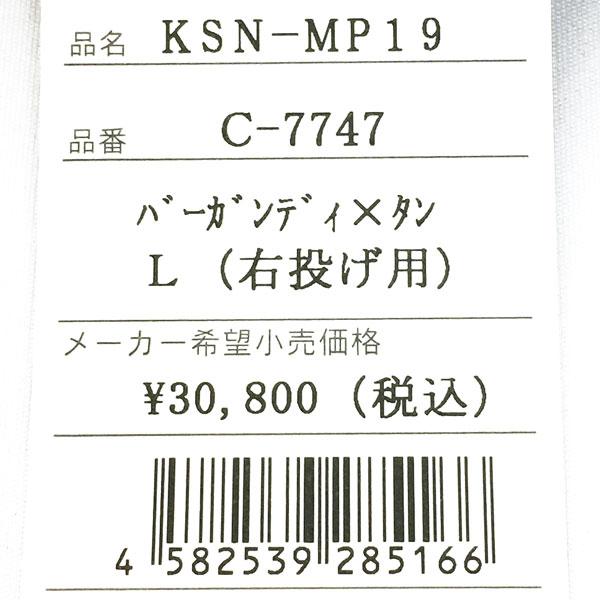 品名 KSN-MP19
品番 C-7747
ﾊﾞｰｶﾞﾝﾃﾞｨ×ﾀﾝ
L (右投げ用)
メーカー希望小売価格
¥30,800 (税込)
4 582539 285166